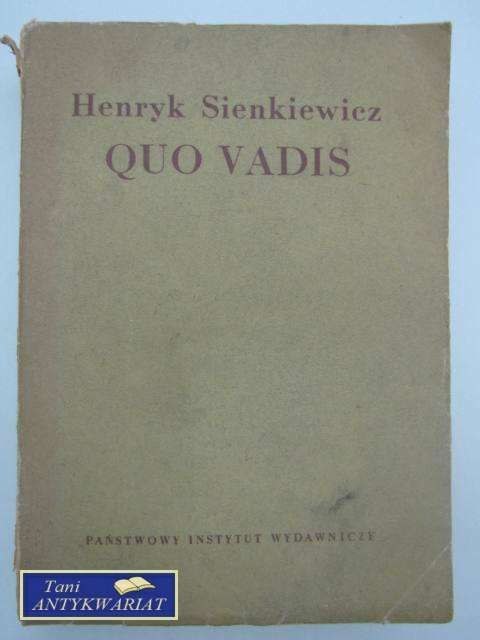 Henryk Sienkiewicz
QUO VADIS
PAŃSTWOWY INSTYTUT WYDAWNICZY
Tani
ANTYKWARIAT